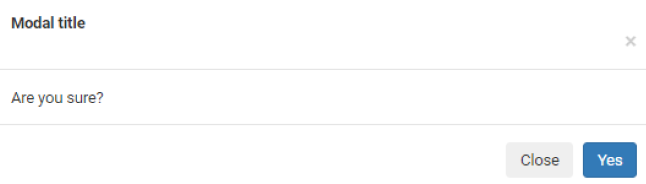 Modal title
×
Are you sure?
Close Yes